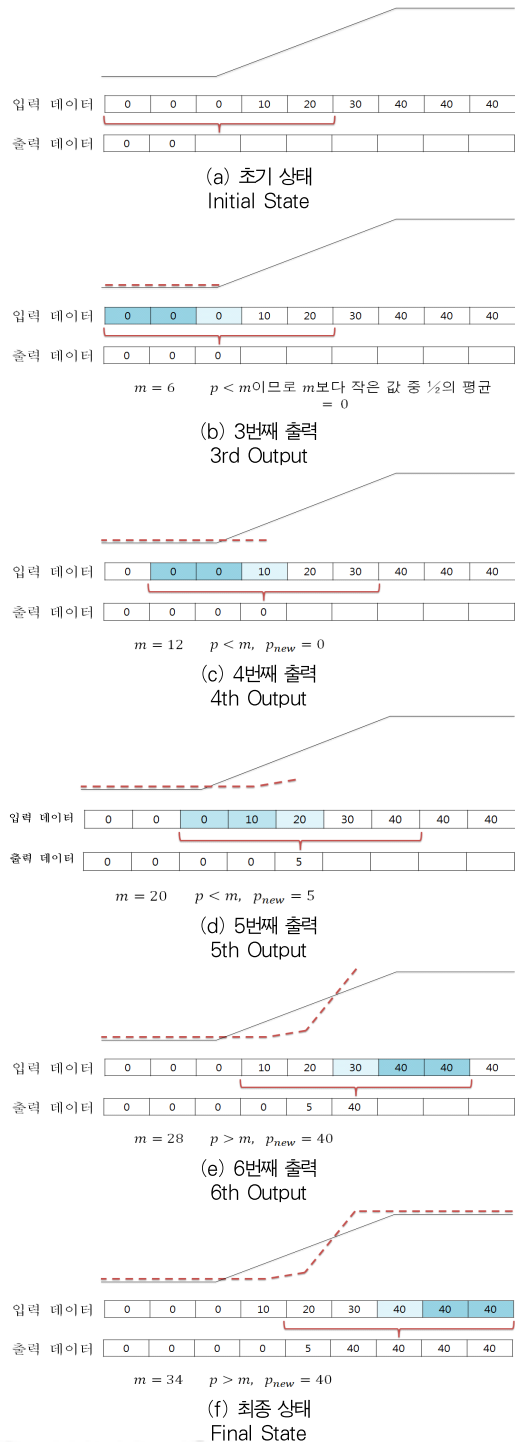 입력 데이터 0 0 0 10 20 30 40 40 40
출력 데이터 0 0
(a) 초기 상태
Initial State
입력 데이터 0 0 0 10 20 30 40 40 40
출력 데이터 0 0 0
m = 6 p < m이므로 m보다 작은 값 중 ½의 평균
= 0
(b) 3번째 출력
3rd Output
입력 데이터 0 0 0 10 20 30 40 40 40
출력 데이터 0 0 0 0
m = 12 p < m, pnew = 0
(c) 4번째 출력
4th Output
입력 데이터 0 0 0 10 20 30 40 40 40
출력 데이터 0 0 0 0 5
m = 20 p < m, pnew = 5
(d) 5번째 출력
5th Output
입력 데이터 0 0 0 10 20 30 40 40 40
출력 데이터 0 0 0 0 5 40
m = 28 p > m, pnew = 40
(e) 6번째 출력
6th Output
입력 데이터 0 0 0 10 20 30 40 40 40
출력 데이터 0 0 0 0 5 40 40 40 40
m = 34 p > m, pnew = 40
(f) 최종 상태
Final State